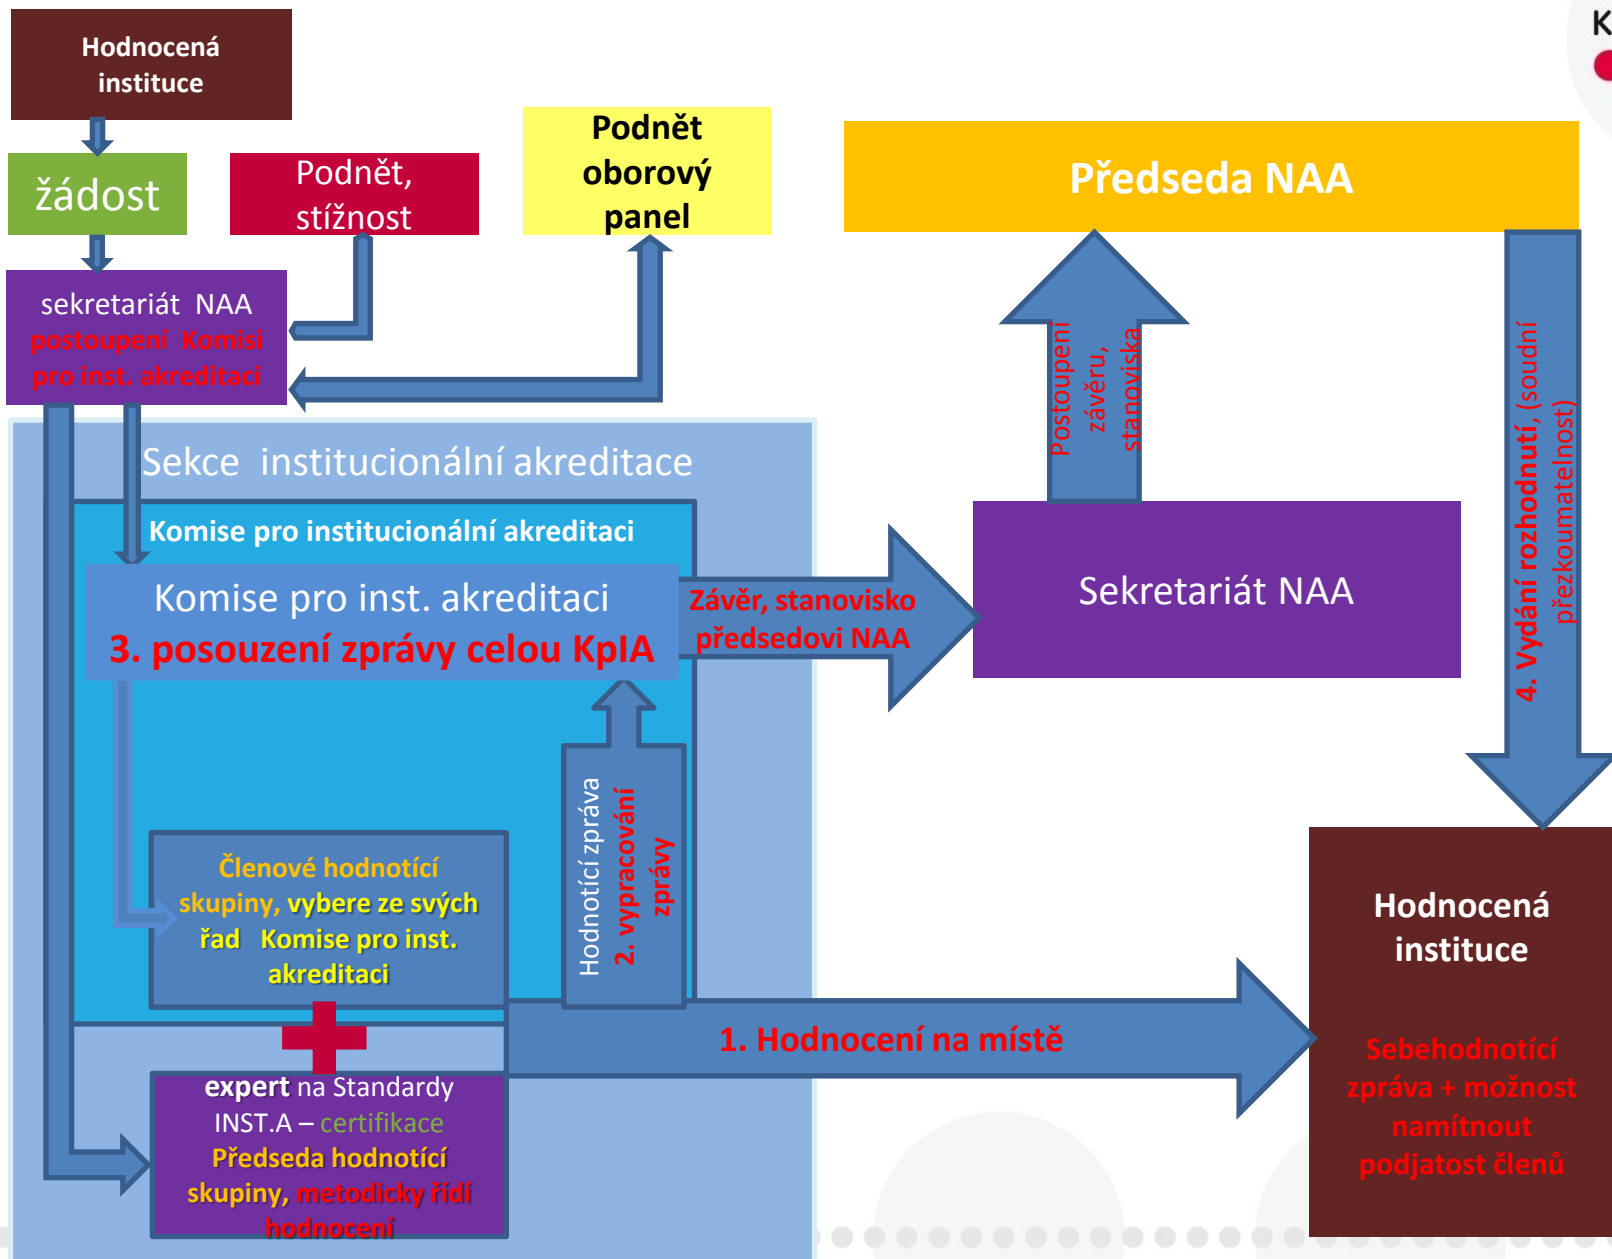 Hodnocená
instituce
K
žádost
Podnět,
stížnost
Podnět
oborový
panel
Předseda NAA
sekretariát NAA
postoupení Komisi
pro inst. akreditaci
Postoupení
závěru,
stanoviska
4. Vydání rozhodnutí, (soudní
přezkoumatelnost)
Sekce institucionální akreditace
Komise pro institucionální akreditaci
Komise pro inst. akreditaci
3. posouzení zprávy celou KpIA
Závěr, stanovisko
předsedovi NAA
Sekretariát NAA
Hodnotící zpráva
2. vypracování
zprávy
Členové hodnotící
skupiny, vybere ze svých
řad Komise pro inst.
akreditaci
1. Hodnocení na místě
expert na Standardy
INST.A – certifikace
Předseda hodnotící
skupiny, metodicky řídí
hodnocení
Hodnocená
instituce
Sebehodnotící
zpráva + možnost
namítnout
podjatost členů